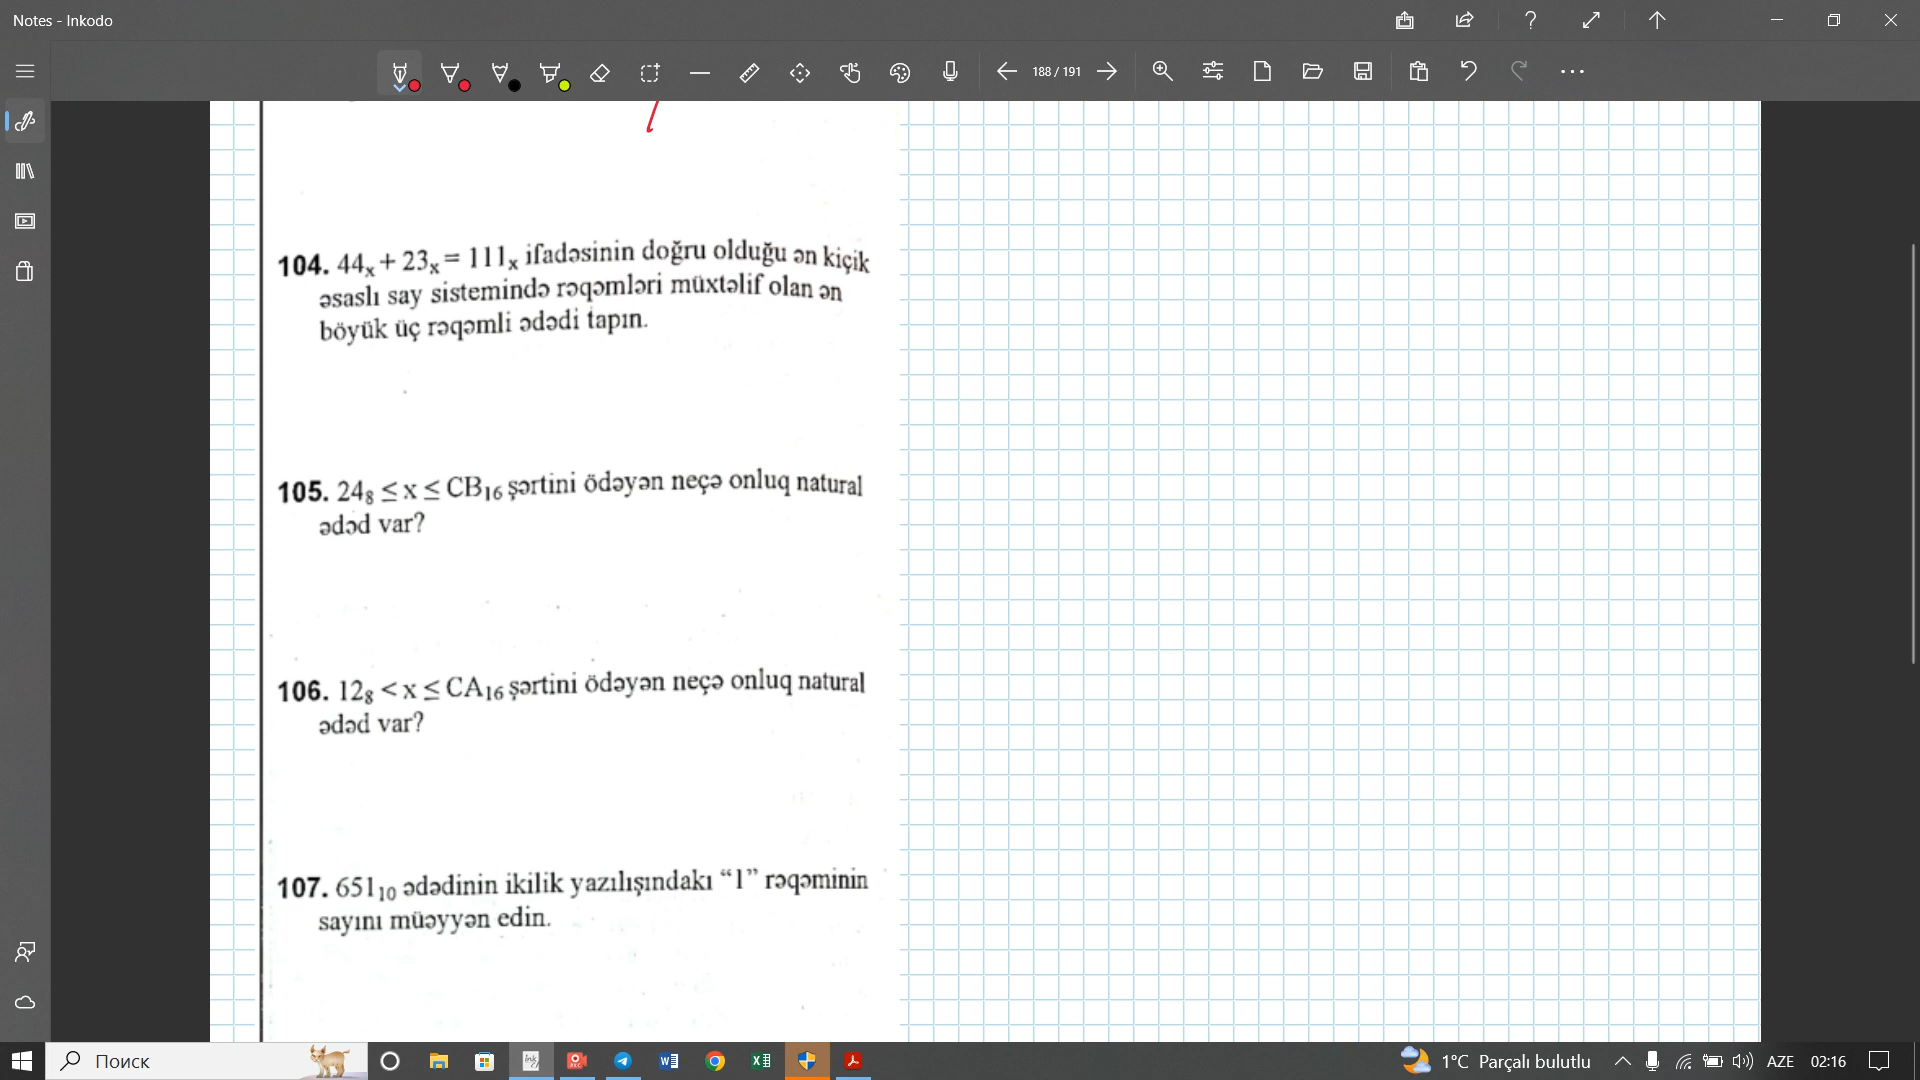 Notes - Inkodo
188 / 191
104. 44ₓ + 23ₓ = 111ₓ ifadəsinin doğru olduğu ən kiçik
əsaslı say sistemində rəqəmləri müxtəlif olan ən
böyük üç rəqəmli ədədi tapın.
105. 24₈ ≤ x ≤ CB₁₆ şərtini ödəyən neçə onluq natural
ədəd var?
106. 12₈ < x ≤ CA₁₆ şərtini ödəyən neçə onluq natural
ədəd var?
107. 651₁₀ ədədinin ikilik yazılışındakı “1” rəqəminin
sayını müəyyən edin.
Поиск
1°C Parçalı bulutlu
AZE
02:16